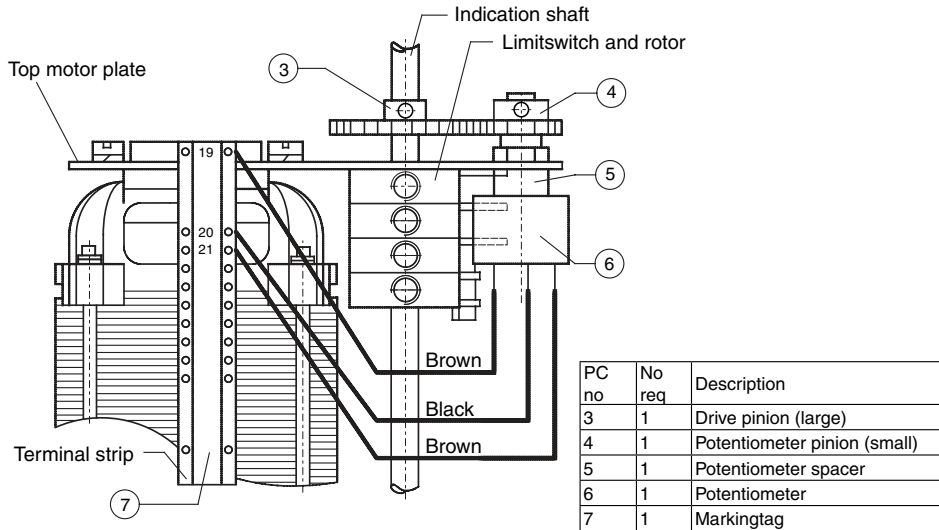 Indication shaft
Limitswitch and rotor
Top motor plate
3
4
19
5
20
21
6
Brown
Black
Brown
Terminal strip
7
PC no No req Description
3 1 Drive pinion (large)
4 1 Potentiometer pinion (small)
5 1 Potentiometer spacer
6 1 Potentiometer
7 1 Markingtag